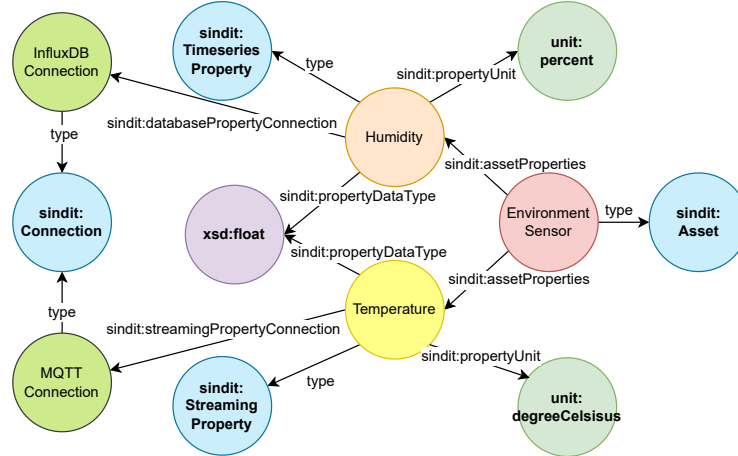 InfluxDB
Connection
sindit:
Timeseries
Property
unit:
percent
type
sindit:propertyUnit
type
sindit:databasePropertyConnection
Humidity
sindit:assetProperties
sindit:propertyDataType
sindit:
Connection
xsd:float
Environment
Sensor
type
sindit:
Asset
sindit:propertyDataType
sindit:assetProperties
Temperature
type
sindit:streamingPropertyConnection
sindit:propertyUnit
MQTT
Connection
type
sindit:
Streaming
Property
unit:
degreeCelsisus